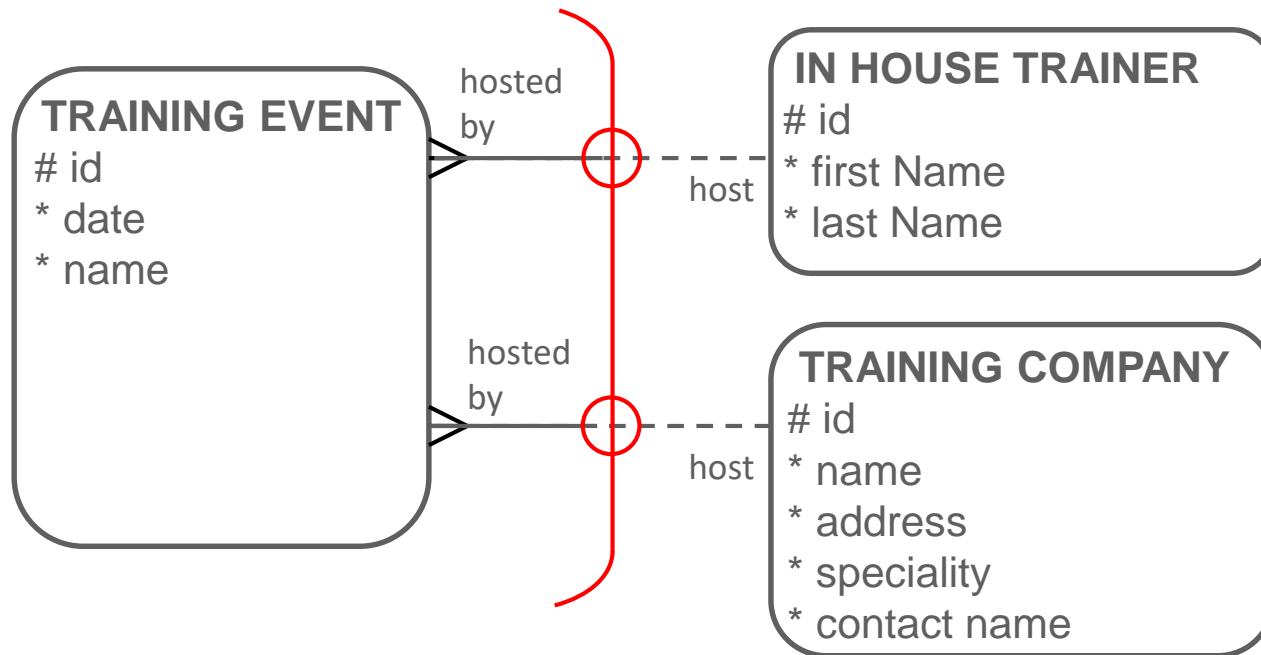 TRAINING EVENT
# id
* date
* name
hosted
by
host
IN HOUSE TRAINER
# id
* first Name
* last Name
hosted
by
host
TRAINING COMPANY
# id
* name
* address
* speciality
* contact name